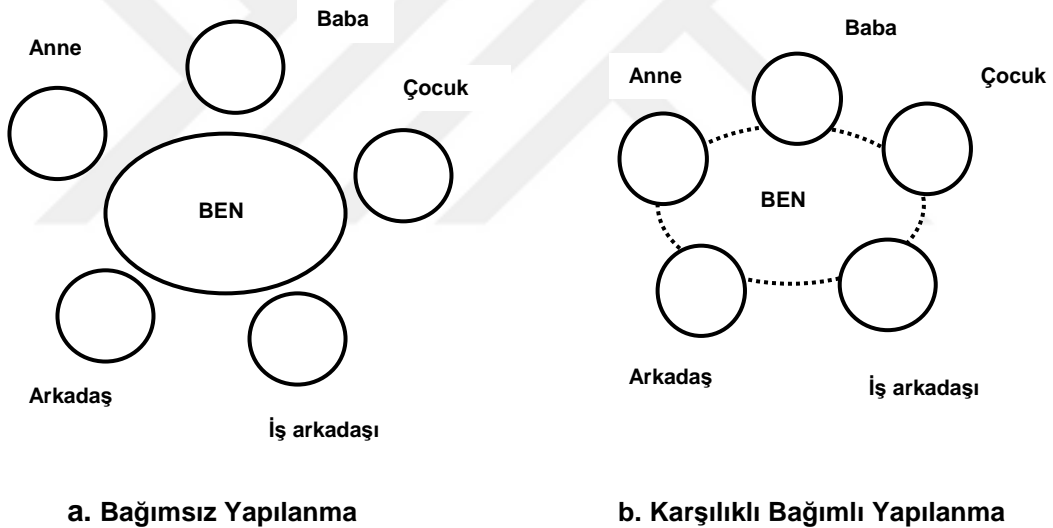 Baba
Anne
Çocuk
BEN
Arkadaş
İş arkadaşı
a. Bağımsız Yapılanma
Baba
Anne
Çocuk
BEN
Arkadaş
İş arkadaşı
b. Karşılıklı Bağımlı Yapılanma